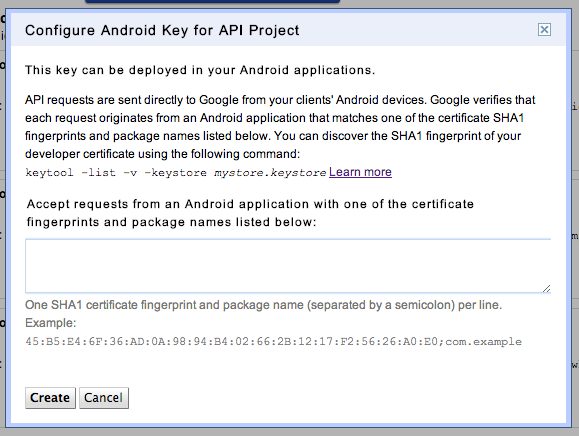 Configure Android Key for API Project
This key can be deployed in your Android applications.
API requests are sent directly to Google from your clients' Android devices. Google verifies that
each request originates from an Android application that matches one of the certificate SHA1
fingerprints and package names listed below. You can discover the SHA1 fingerprint of your
developer certificate using the following command:
keytool -list -v -keystore mystore.keystore Learn more
Accept requests from an Android application with one of the certificate
fingerprints and package names listed below:
One SHA1 certificate fingerprint and package name (separated by a semicolon) per line.
Example:
45:B5:E4:6F:36:AD:0A:98:94:B4:02:66:2B:12:17:F2:56:26:A0:E0;com.example
Create Cancel